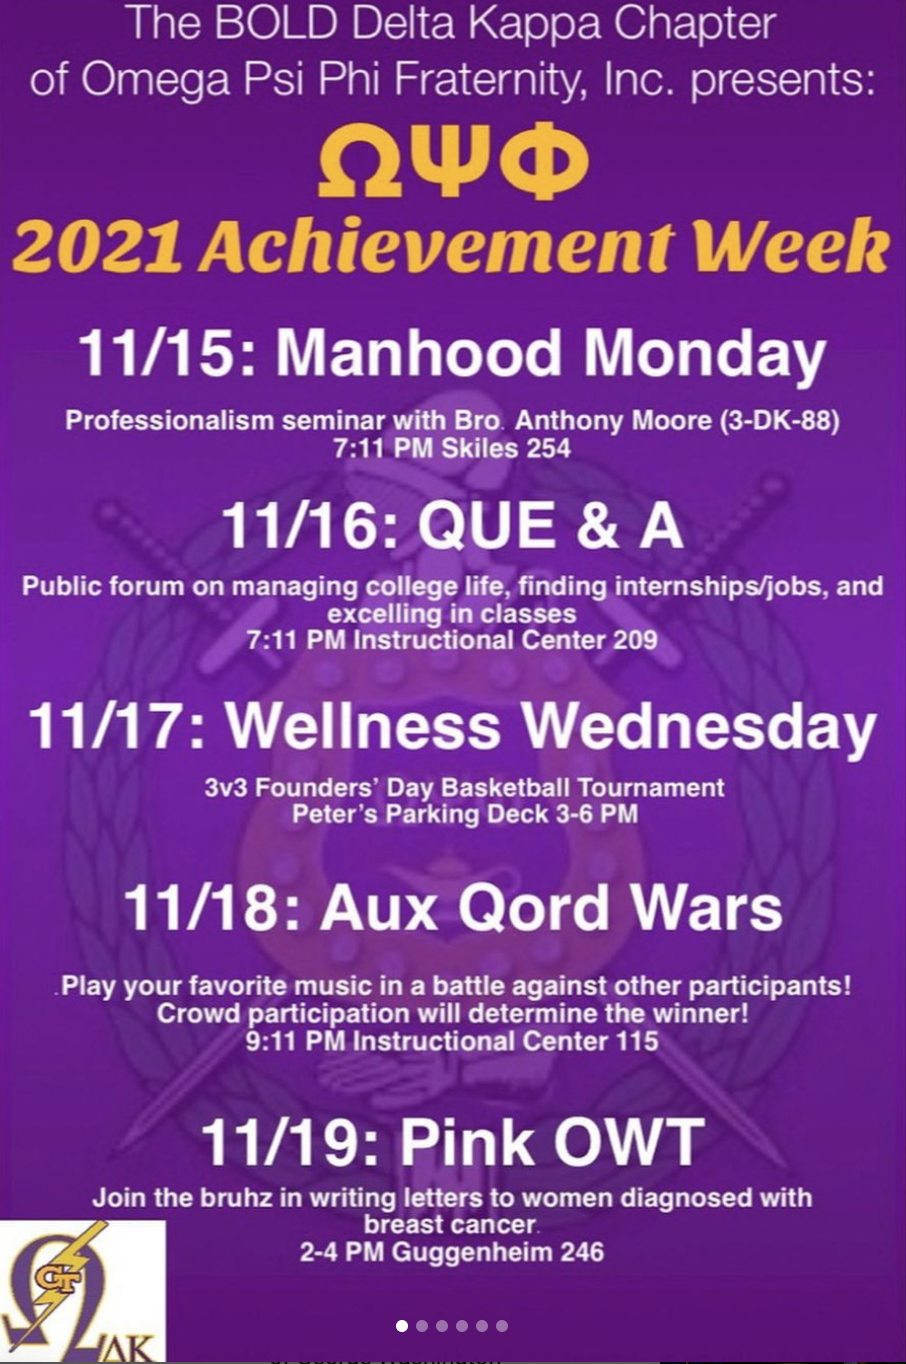 The BOLD Delta Kappa Chapter
of Omega Psi Phi Fraternity, Inc. presents:
ΩΨΦ
2021 Achievement Week
11/15: Manhood Monday
Professionalism seminar with Bro. Anthony Moore (3-DK-88)
7:11 PM Skiles 254
11/16: QUE & A
Public forum on managing college life, finding internships/jobs, and
excelling in classes
7:11 PM Instructional Center 209
11/17: Wellness Wednesday
3v3 Founders’ Day Basketball Tournament
Peter’s Parking Deck 3-6 PM
11/18: Aux Qord Wars
.Play your favorite music in a battle against other participants!
Crowd participation will determine the winner!
9:11 PM Instructional Center 115
11/19: Pink OWT
Join the bruhz in writing letters to women diagnosed with
breast cancer.
2-4 PM Guggenheim 246
GT
Ω ΔK